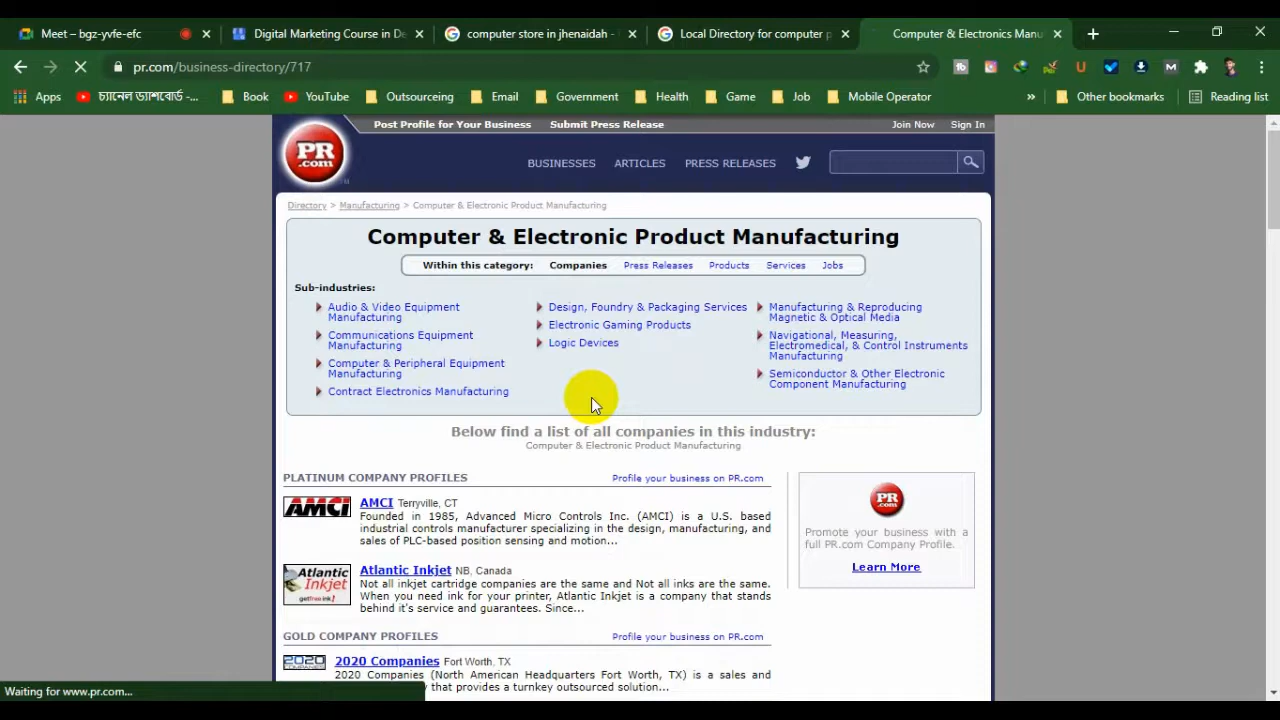 Meet – bgz-yvfe-efc
Digital Marketing Course in De
computer store in jhenaidah -
Local Directory for computer p
Computer & Electronics Manu
pr.com/business-directory/717
Apps
চ্যানেল ড্যাশবোর্ড -...
Book
YouTube
Outsourceing
Email
Government
Health
Game
Job
Mobile Operator
»
Other bookmarks
Reading list
Post Profile for Your Business
Submit Press Release
Join Now
Sign In
PR
.com
BUSINESSES
ARTICLES
PRESS RELEASES
Directory > Manufacturing > Computer & Electronic Product Manufacturing
Computer & Electronic Product Manufacturing
Within this category: Companies Press Releases Products Services Jobs
Sub-industries:
Audio & Video Equipment
Manufacturing
Communications Equipment
Manufacturing
Computer & Peripheral Equipment
Manufacturing
Contract Electronics Manufacturing
Design, Foundry & Packaging Services
Electronic Gaming Products
Logic Devices
Manufacturing & Reproducing
Magnetic & Optical Media
Navigational, Measuring,
Electromedical, & Control Instruments
Manufacturing
Semiconductor & Other Electronic
Component Manufacturing
Below find a list of all companies in this industry:
Computer & Electronic Product Manufacturing
PLATINUM COMPANY PROFILES
Profile your business on PR.com
AMCI
AMCI Terryville, CT
Founded in 1985, Advanced Micro Controls Inc. (AMCI) is a U.S. based
industrial controls manufacturer specializing in the design, manufacturing, and
sales of PLC-based position sensing and motion...
Atlantic
Inkjet
getfreeink!
Atlantic Inkjet NB, Canada
Not all inkjet cartridge companies are the same and Not all inks are the same.
When you need ink for your printer, Atlantic Inkjet is a company that stands
behind it's service and guarantees. Since...
GOLD COMPANY PROFILES
Profile your business on PR.com
2020
COMPANIES
2020 Companies Fort Worth, TX
2020 Companies (North American Headquarters Fort Worth, TX) is a sales and
y that provides a turnkey outsourced solution...
PR
.com
Promote your business with a
full PR.com Company Profile.
Learn More
Waiting for www.pr.com...